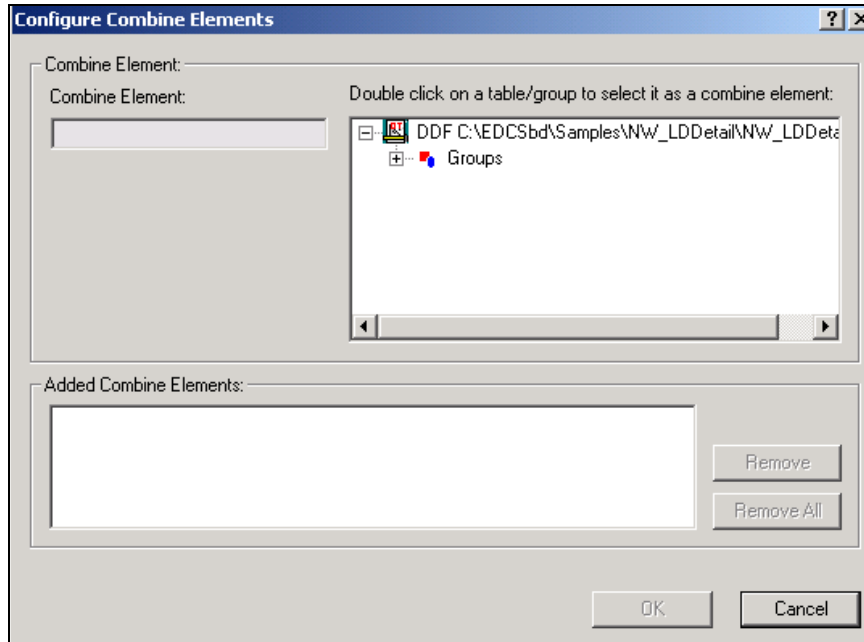 Configure Combine Elements
Combine Element:
Combine Element:
Double click on a table/group to select it as a combine element:
DDF C:\EDCSbd\Samples\NW_LDDetail\NW_LDDeta
Groups
Added Combine Elements:
Remove
Remove All
OK
Cancel